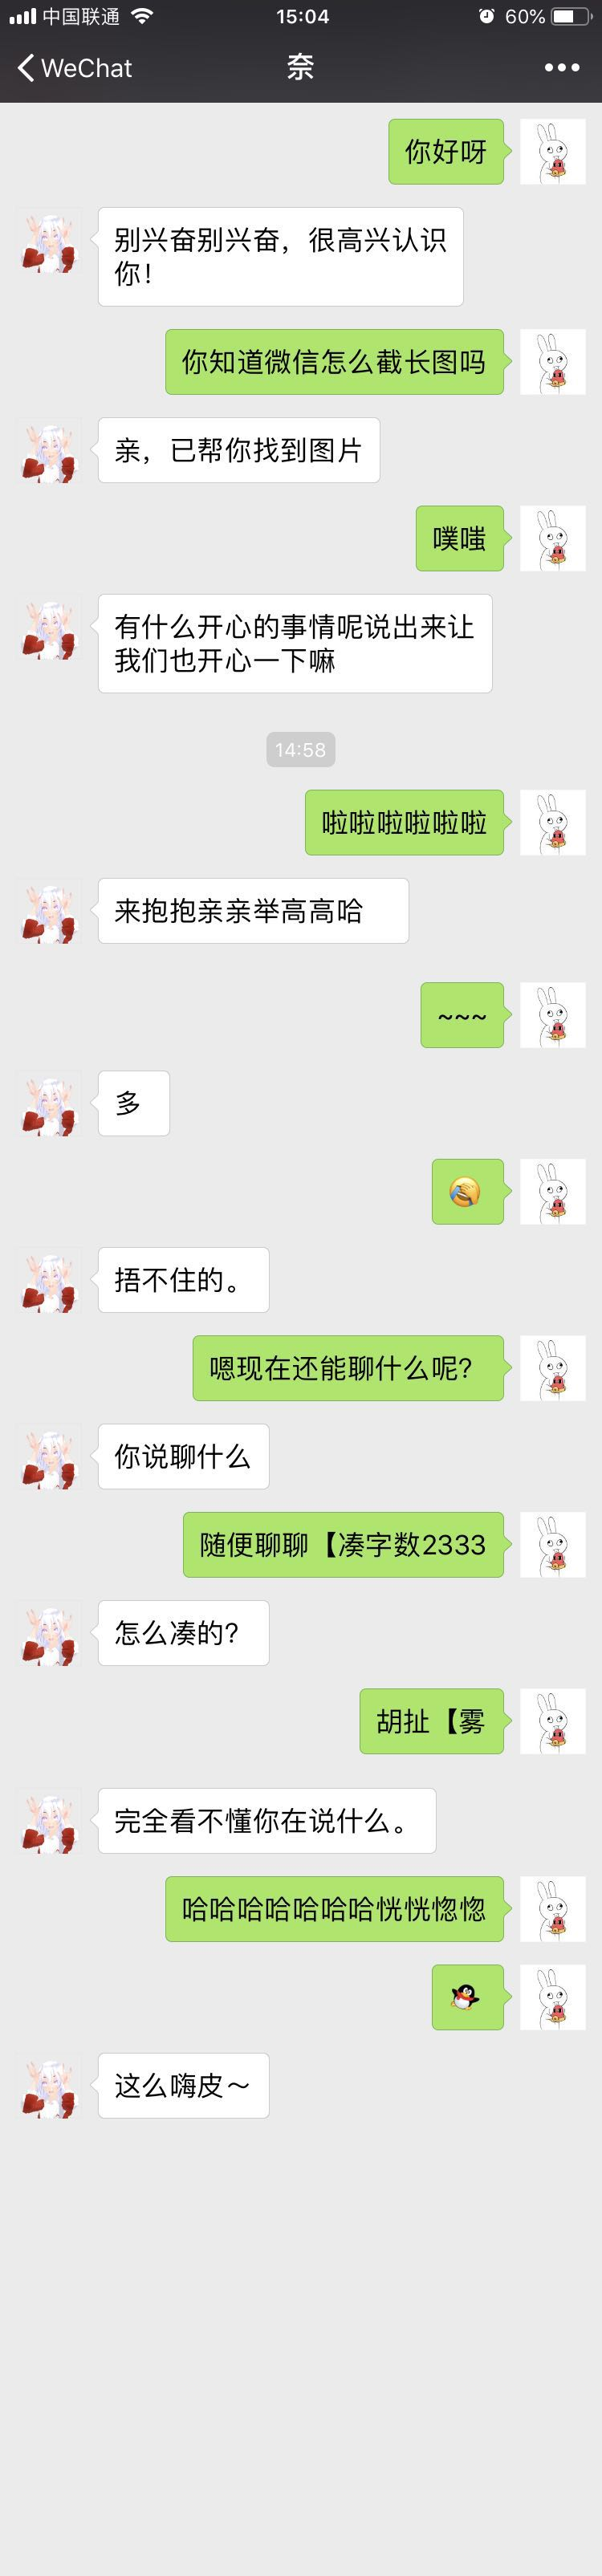 中国联通 15:04 60%
WeChat 奈
你好呀
别兴奋别兴奋，很高兴认识
你！
你知道微信怎么截长图吗
亲，已帮你找到图片
噗嗤
有什么开心的事情呢说出来让
我们也开心一下嘛
14:58
啦啦啦啦啦啦
来抱抱亲亲举高高哈
~~~
多
捂不住的。
嗯现在还能聊什么呢?
你说聊什么
随便聊聊【凑字数2333
怎么凑的?
胡扯【雾
完全看不懂你在说什么。
哈哈哈哈哈哈哈恍恍惚惚
这么嗨皮～